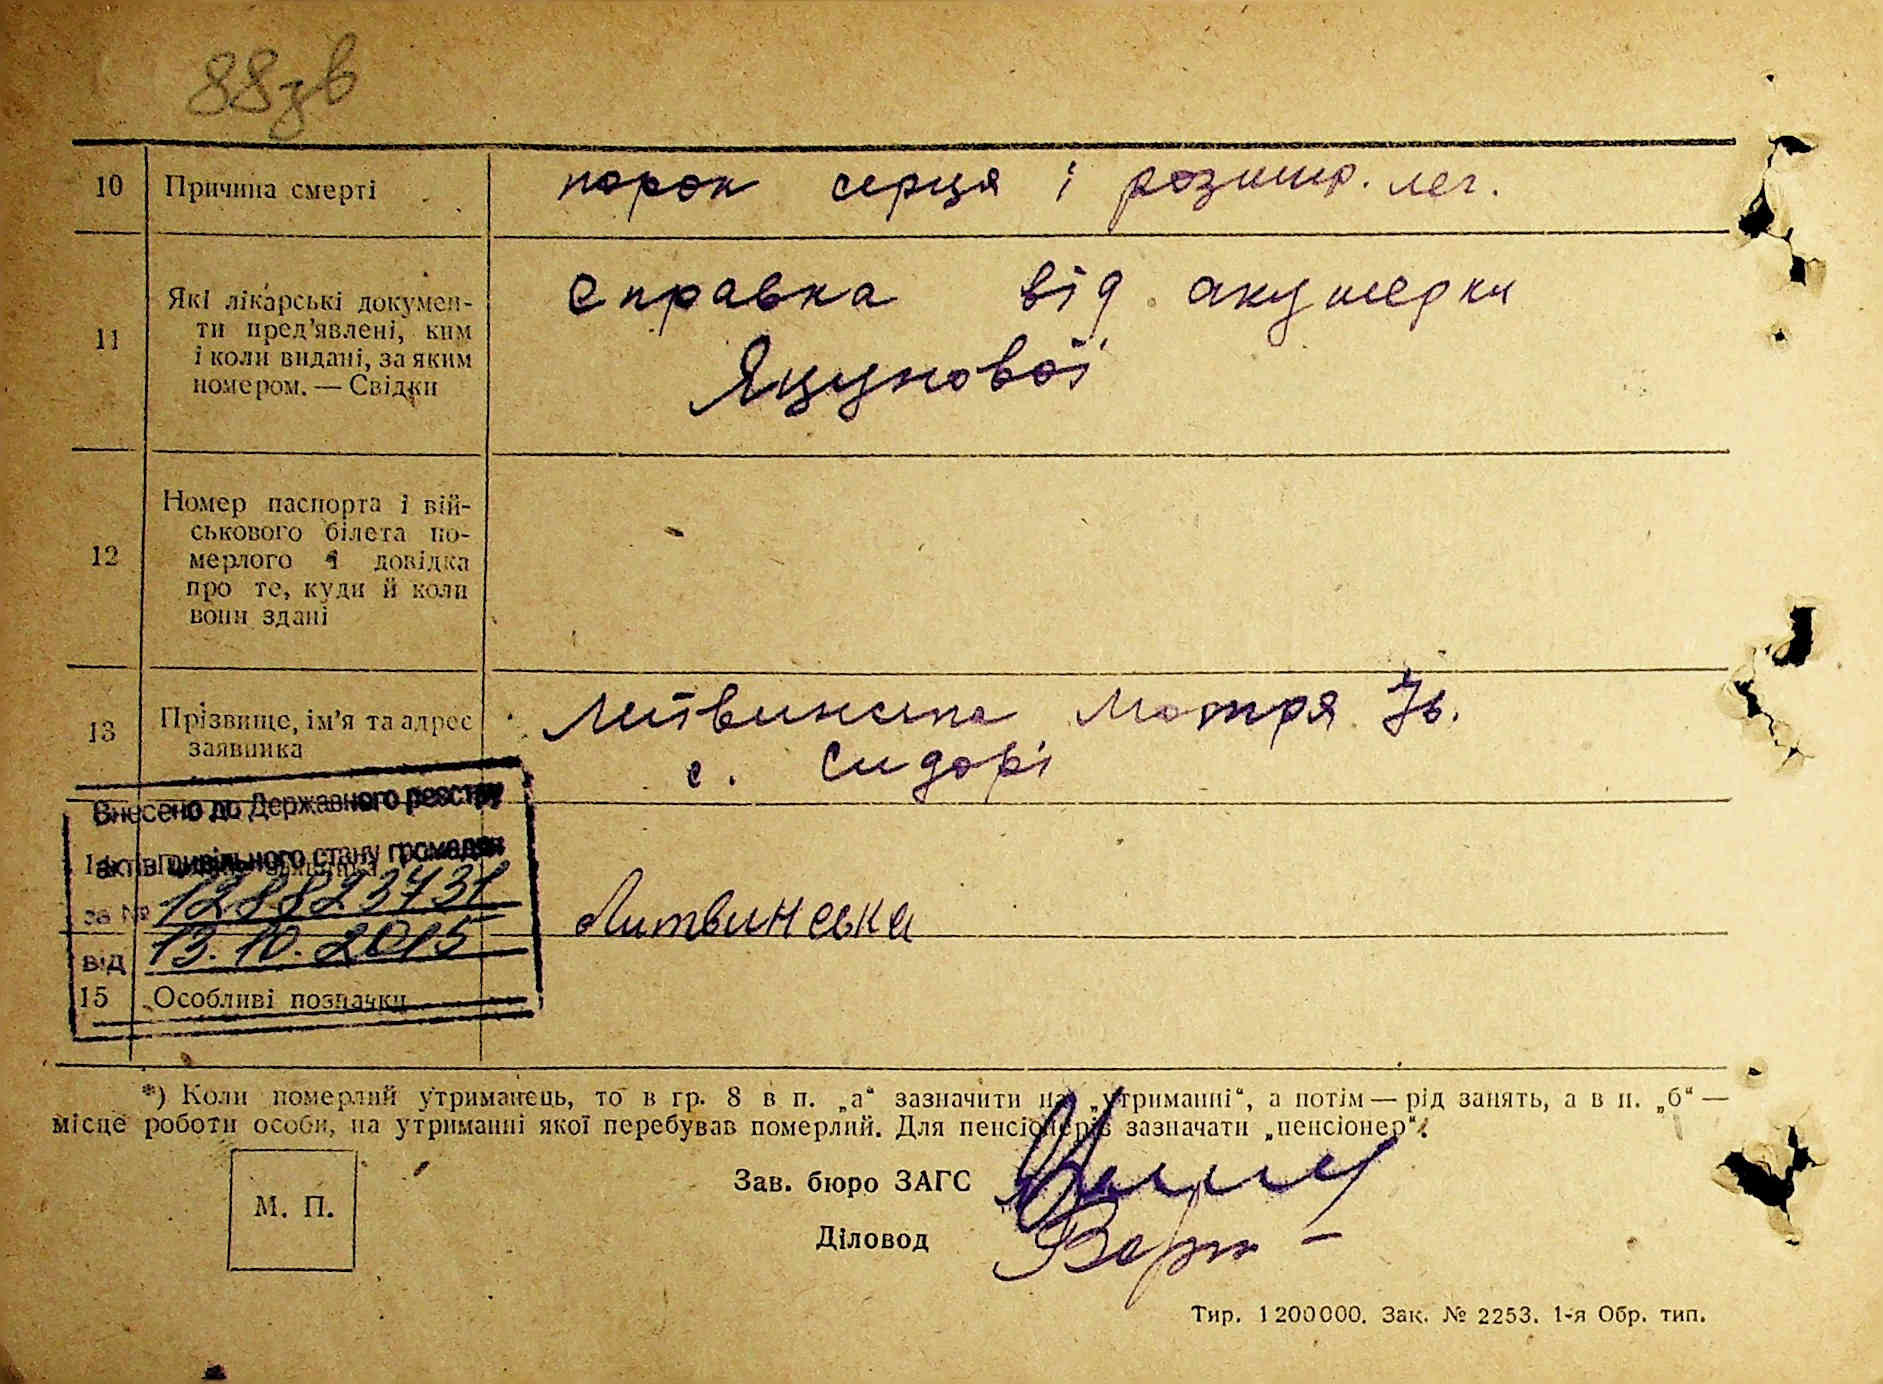 88зв
10 Причина смерті
порок серця і розшир. лег.
11 Які лікарські докумен-
ти пред'явлені, ким
і коли видані, за яким
номером. — Свідки
справка від акушерки
Яцунової
12 Номер паспорта і вій-
ськового білета по-
мерлого і довідка
про те, куди й коли
вони здані
13 Прізвище, ім'я та адрес
заявника
Литвинська Мотря Ів.
с. Сидорі
Внесено до Державного реєстру
актів цивільного стану громадян
за № 128823731
від 13.10.2015
Литвинська
15 Особливі позначки
*) Коли померлий утриманець, то в гр. 8 в п. „а“ зазначити на „утриманні“, а потім — рід занять, а в п. „б“ —
місце роботи особи, на утриманні якої перебував померлий. Для пенсіонерів зазначати „пенсіонер“.
М. П.
Зав. бюро ЗАГС
Діловод
Тир. 1200000. Зак. № 2253. 1-я Обр. тип.